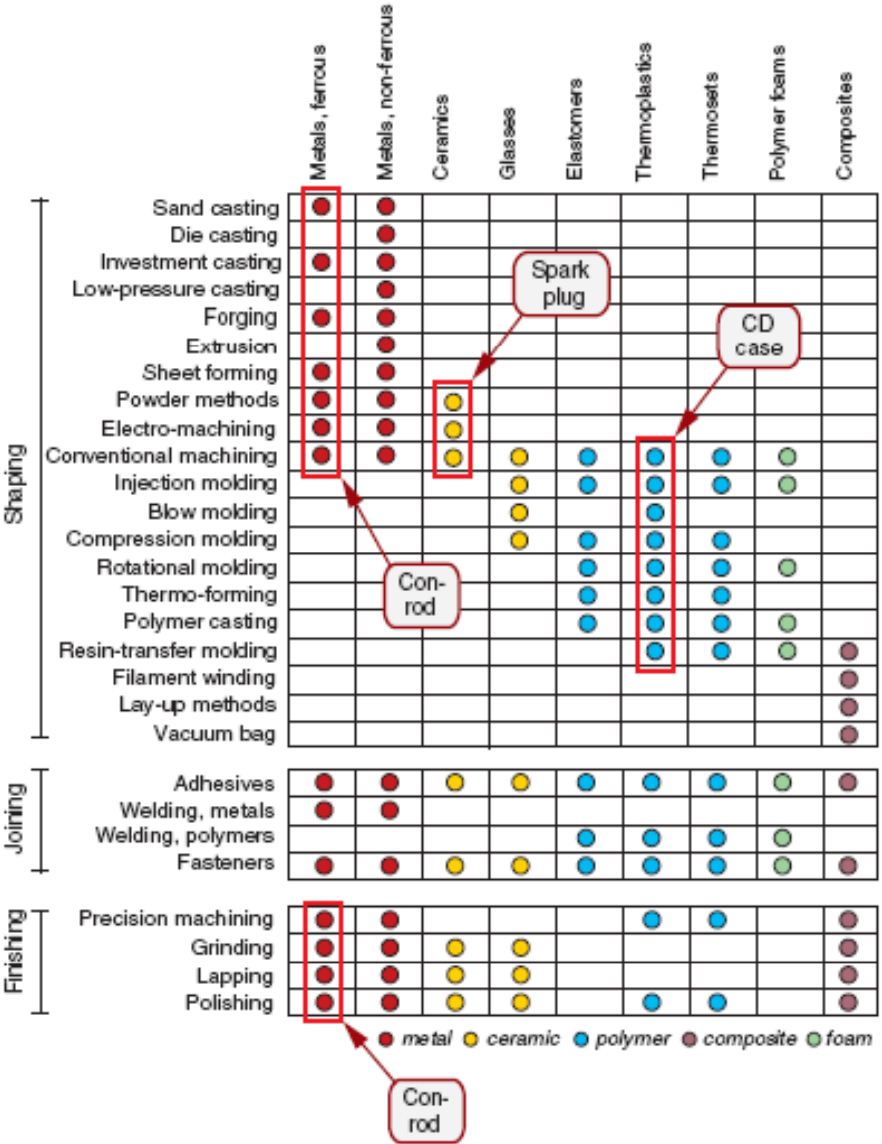 Metals, ferrous
Metals, non-ferrous
Ceramics
Glasses
Elastomers
Thermoplastics
Thermosets
Polymer foams
Composites
Shaping
Sand casting
Die casting
Investment casting
Low-pressure casting
Forging
Extrusion
Sheet forming
Powder methods
Electro-machining
Conventional machining
Injection molding
Blow molding
Compression molding
Rotational molding
Thermo-forming
Polymer casting
Resin-transfer molding
Filament winding
Lay-up methods
Vacuum bag
Spark
plug
CD
case
Con-
rod
Joining
Adhesives
Welding, metals
Welding, polymers
Fasteners
Finishing
Precision machining
Grinding
Lapping
Polishing
metal ceramic polymer composite foam
Con-
rod